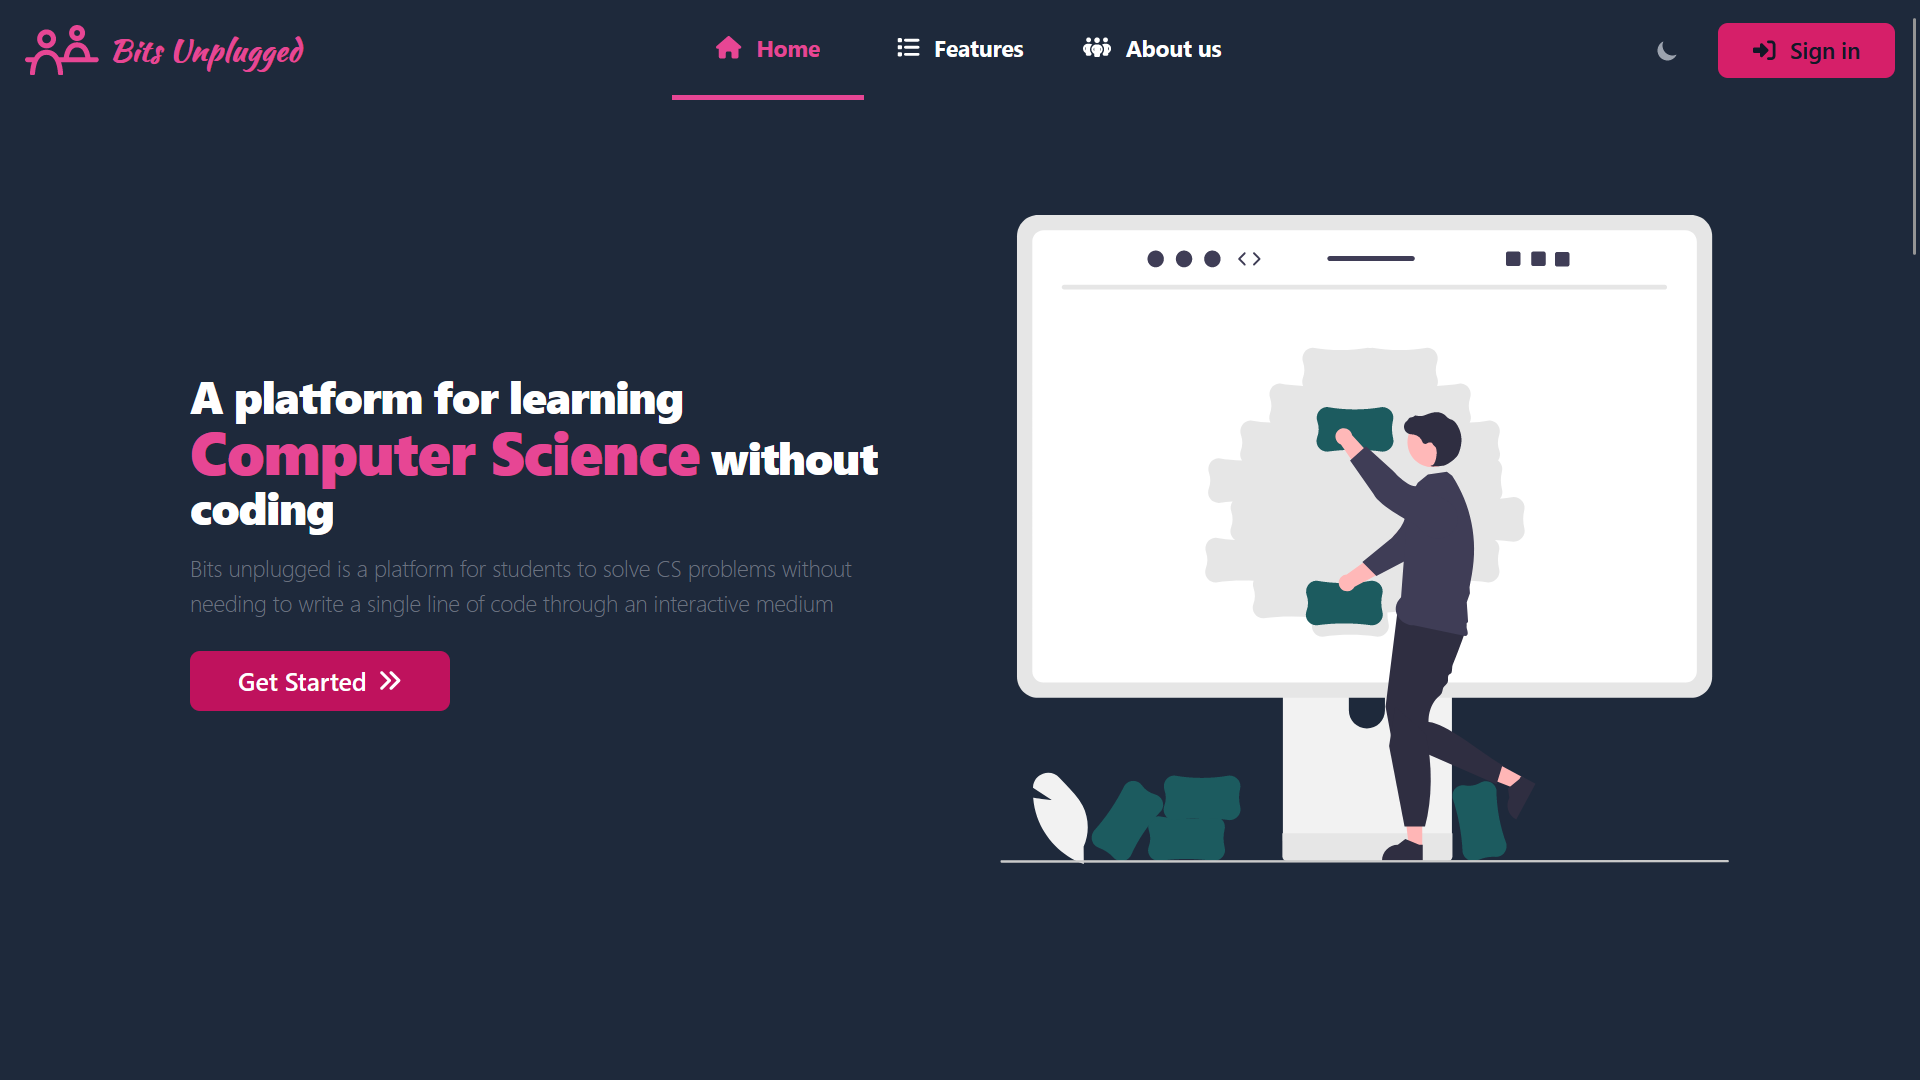 Bits Unplugged
Home
Features
About us
Sign in
A platform for learning
Computer Science without
coding
Bits unplugged is a platform for students to solve CS problems without
needing to write a single line of code through an interactive medium
Get Started